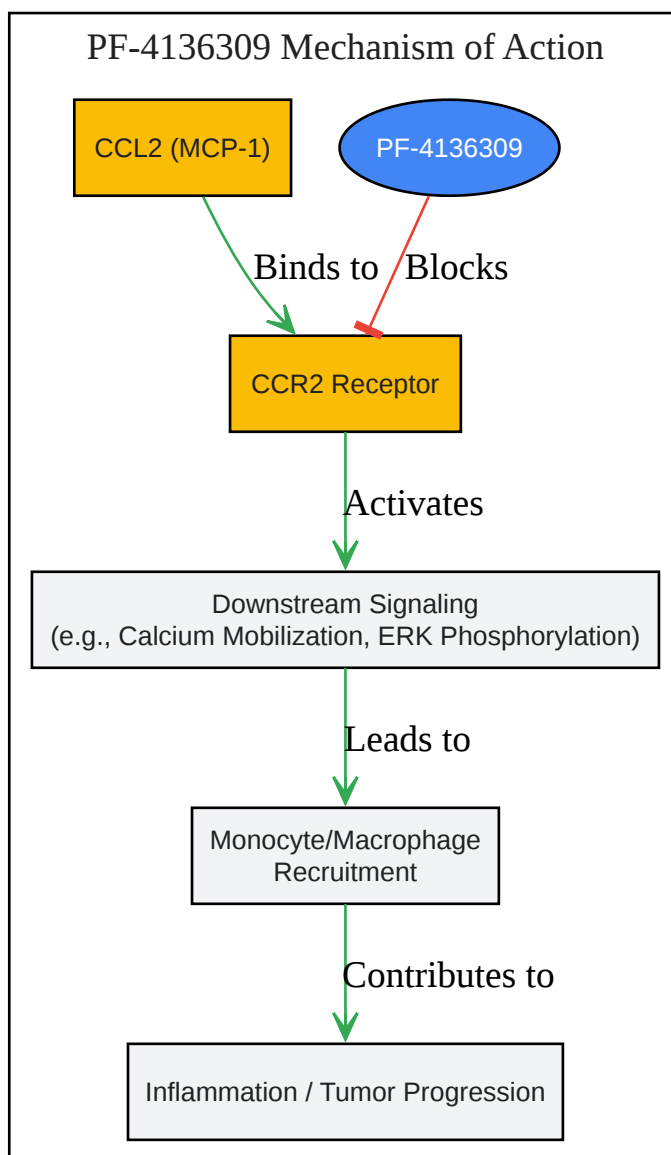 PF-4136309 Mechanism of Action
CCL2 (MCP-1)
PF-4136309
Binds to
Blocks
CCR2 Receptor
Activates
Downstream Signaling
(e.g., Calcium Mobilization, ERK Phosphorylation)
Leads to
Monocyte/Macrophage
Recruitment
Contributes to
Inflammation / Tumor Progression